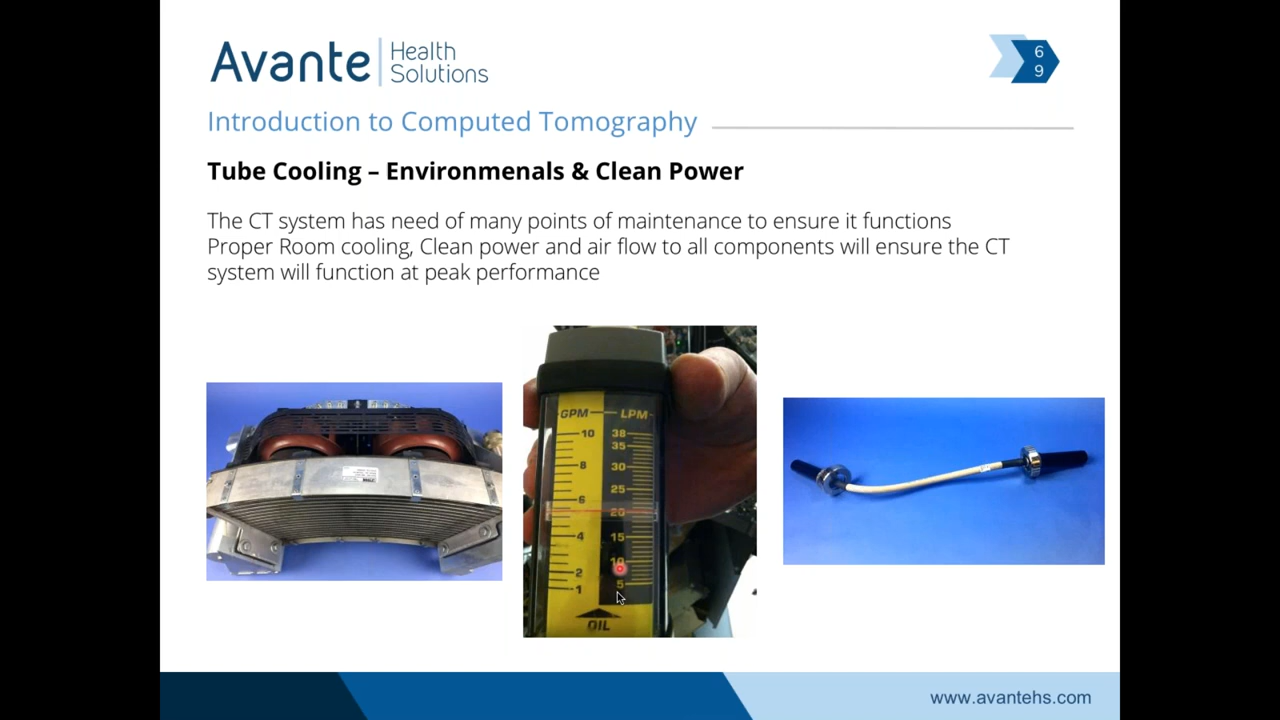 Avante
Health
Solutions
6
9
Introduction to Computed Tomography
Tube Cooling – Environmenals & Clean Power
The CT system has need of many points of maintenance to ensure it functions
Proper Room cooling, Clean power and air flow to all components will ensure the CT
system will function at peak performance
GPM LPM
10 38
35
8 30
25
6
20
4 15
10
2 5
1
OIL
www.avantehs.com